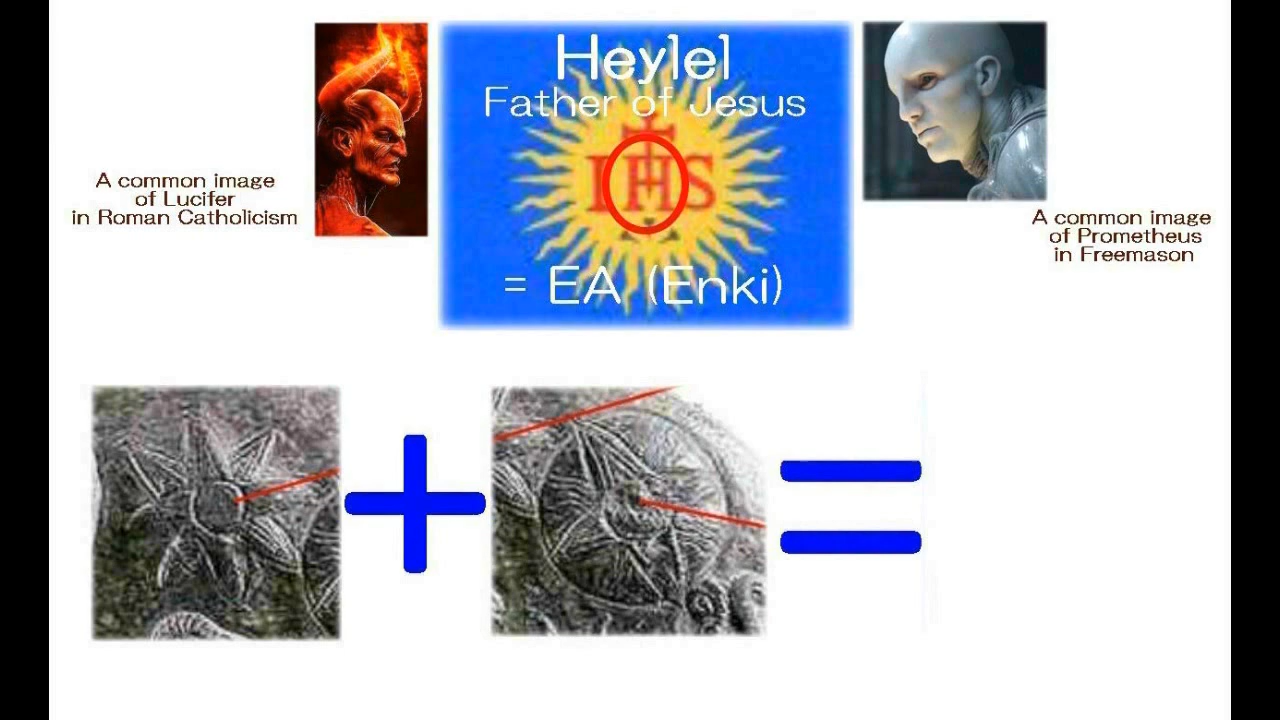 Heylel
Father of Jesus
IHS
= EA (Enki)
A common image
of Lucifer
in Roman Catholicism
A common image
of Prometheus
in Freemason